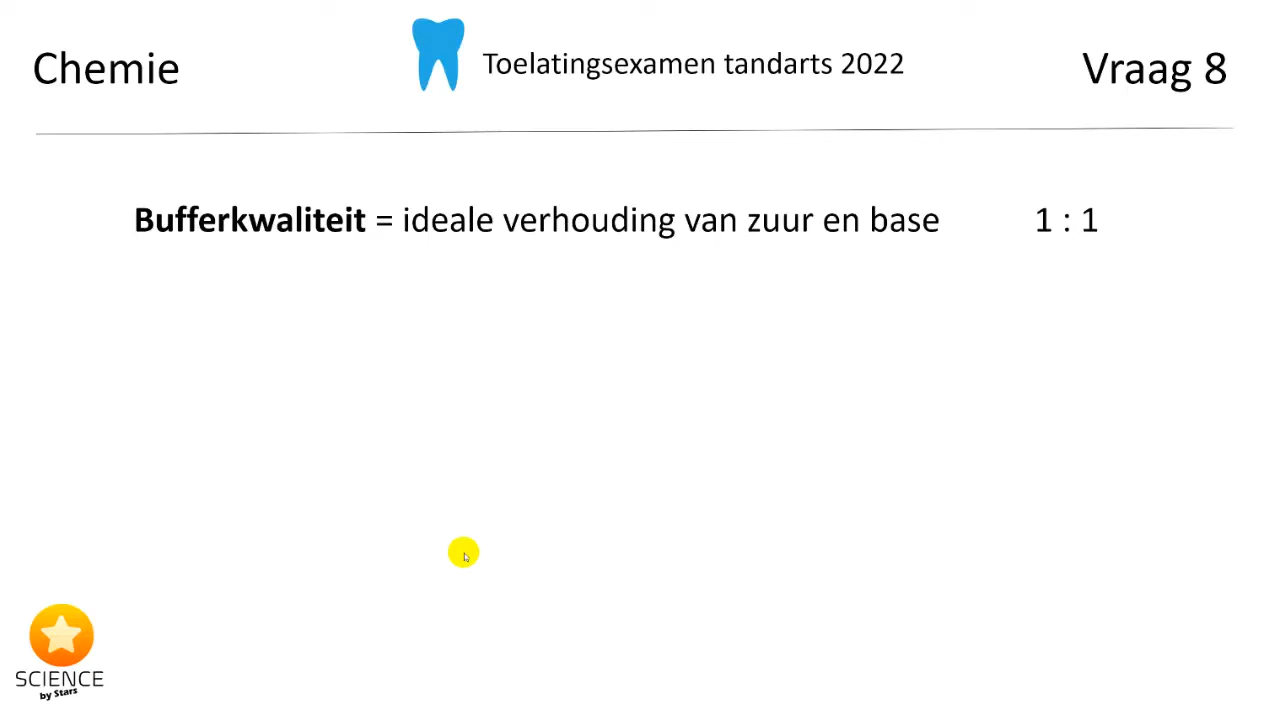 Chemie
Toelatingsexamen tandarts 2022
Vraag 8
Bufferkwaliteit = ideale verhouding van zuur en base 1 : 1
SCIENCE
by Stars